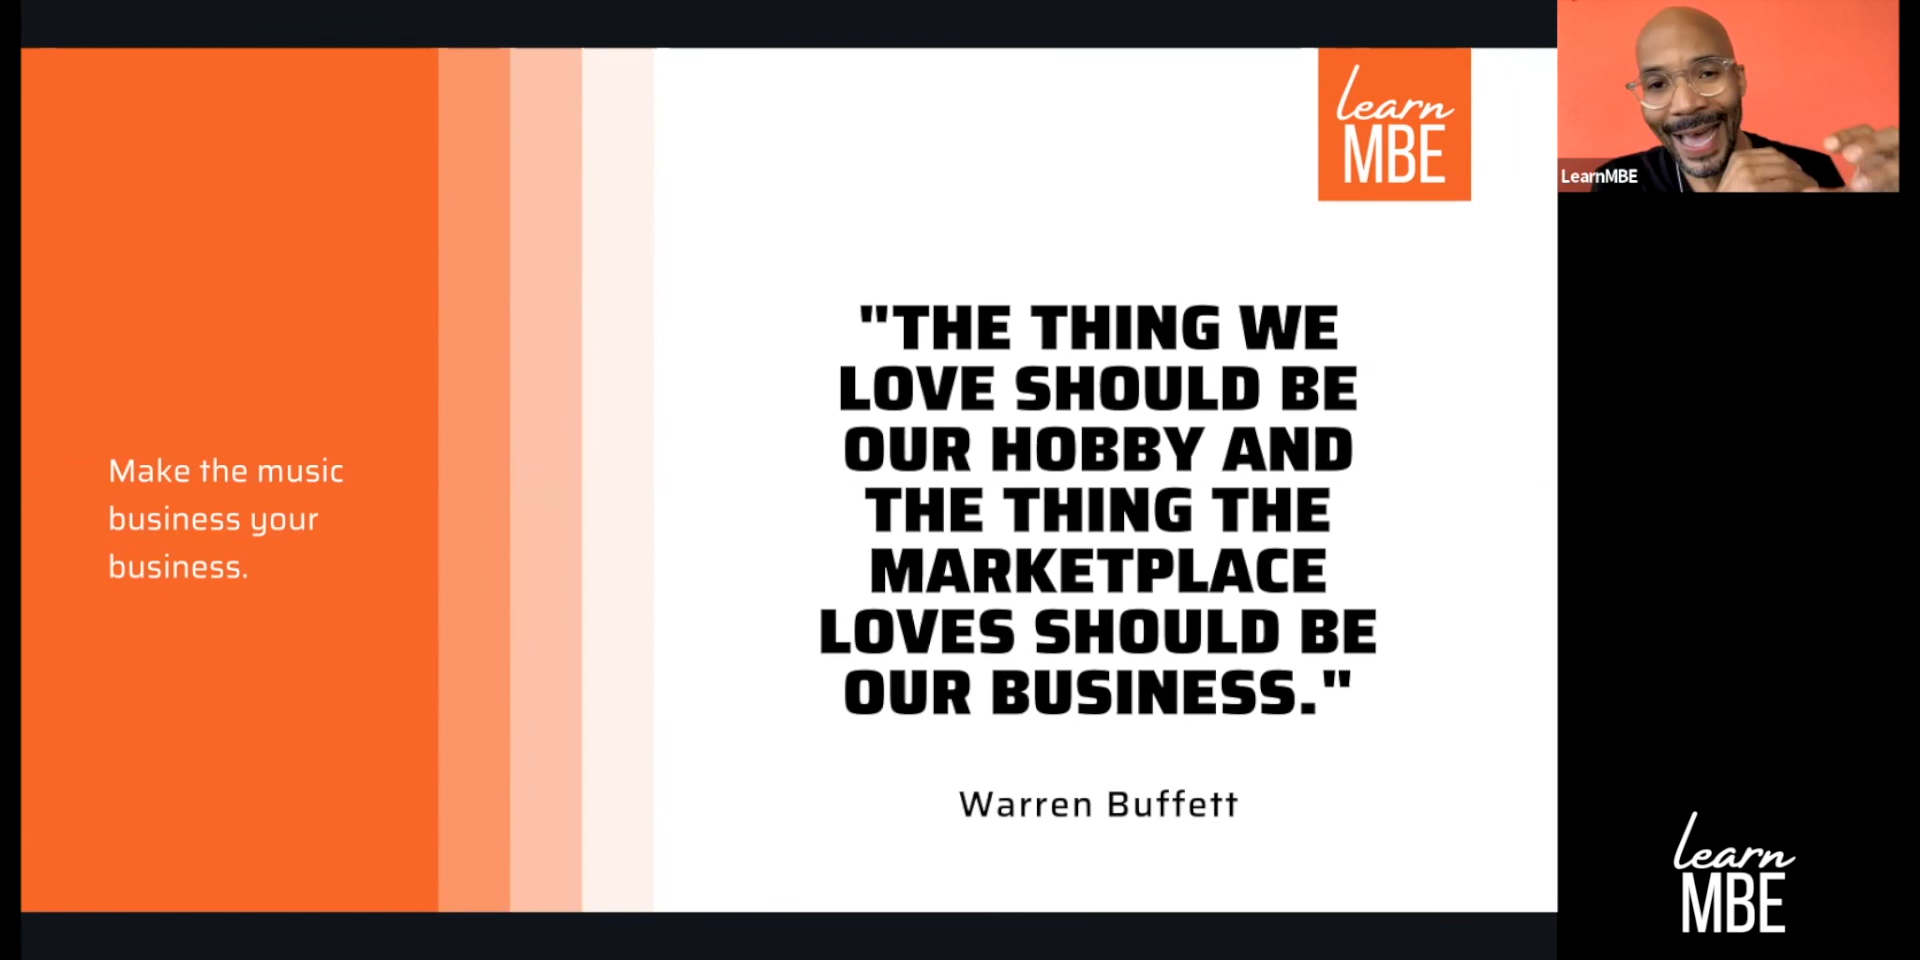 Make the music
business your
business.
learn
MBE
"THE THING WE
LOVE SHOULD BE
OUR HOBBY AND
THE THING THE
MARKETPLACE
LOVES SHOULD BE
OUR BUSINESS."
Warren Buffett
LearnMBE
learn
MBE